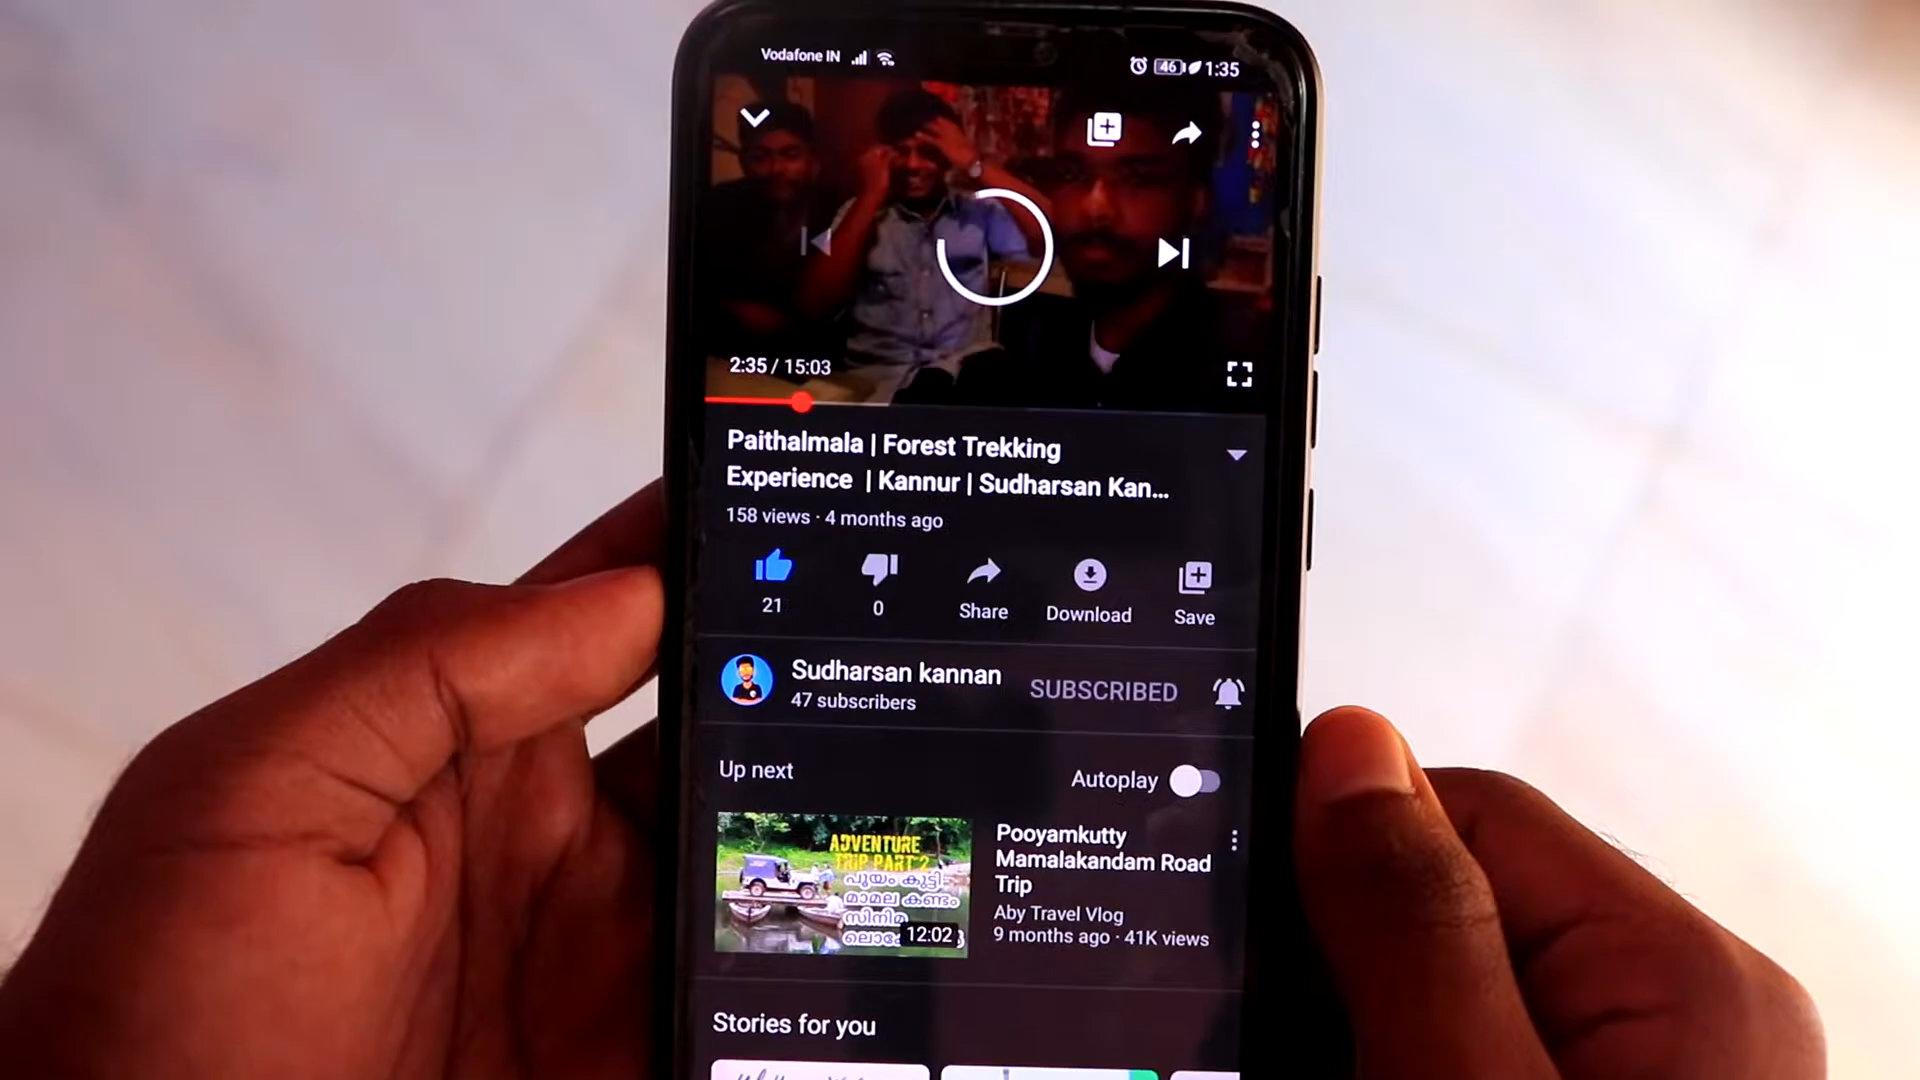 Vodafone IN
46 1:35
2:35 / 15:03
Paithalmala | Forest Trekking
Experience | Kannur | Sudharsan Kan...
158 views · 4 months ago
21
0
Share
Download
Save
Sudharsan kannan
47 subscribers
SUBSCRIBED
Up next
Autoplay
ADVENTURE
TRIP PART 2
പൂയം കുട്ടി
മാമല കണ്ടം
സിനിമ
12:02
Pooyamkutty
Mamalakandam Road
Trip
Aby Travel Vlog
9 months ago · 41K views
Stories for you